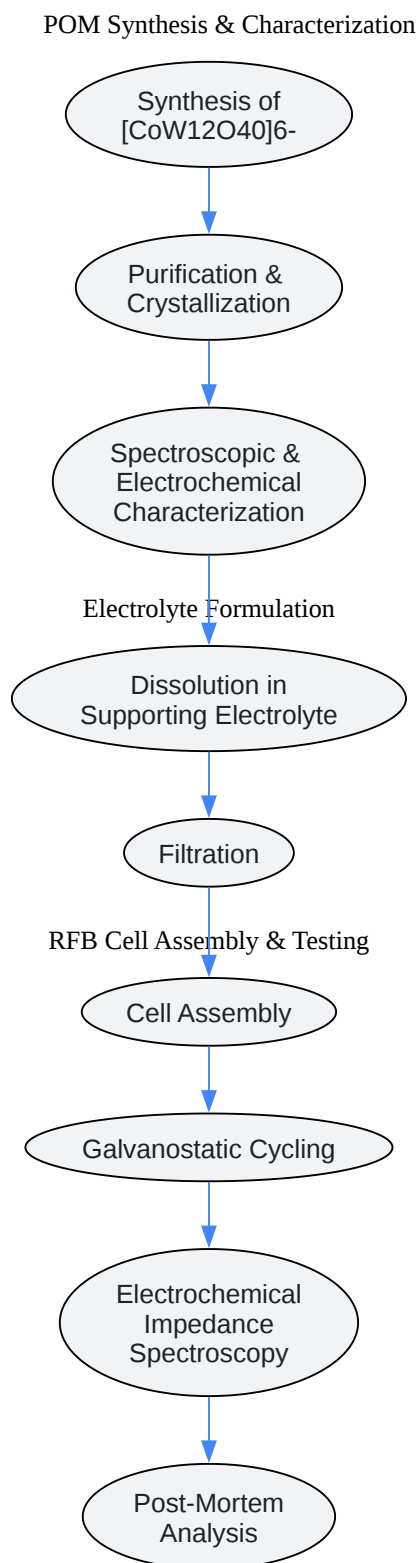 POM Synthesis & Characterization
Synthesis of
[CoW12O40]6-
Purification &
Crystallization
Spectroscopic &
Electrochemical
Characterization
Electrolyte Formulation
Dissolution in
Supporting Electrolyte
Filtration
RFB Cell Assembly & Testing
Cell Assembly
Galvanostatic Cycling
Electrochemical
Impedance
Spectroscopy
Post-Mortem
Analysis